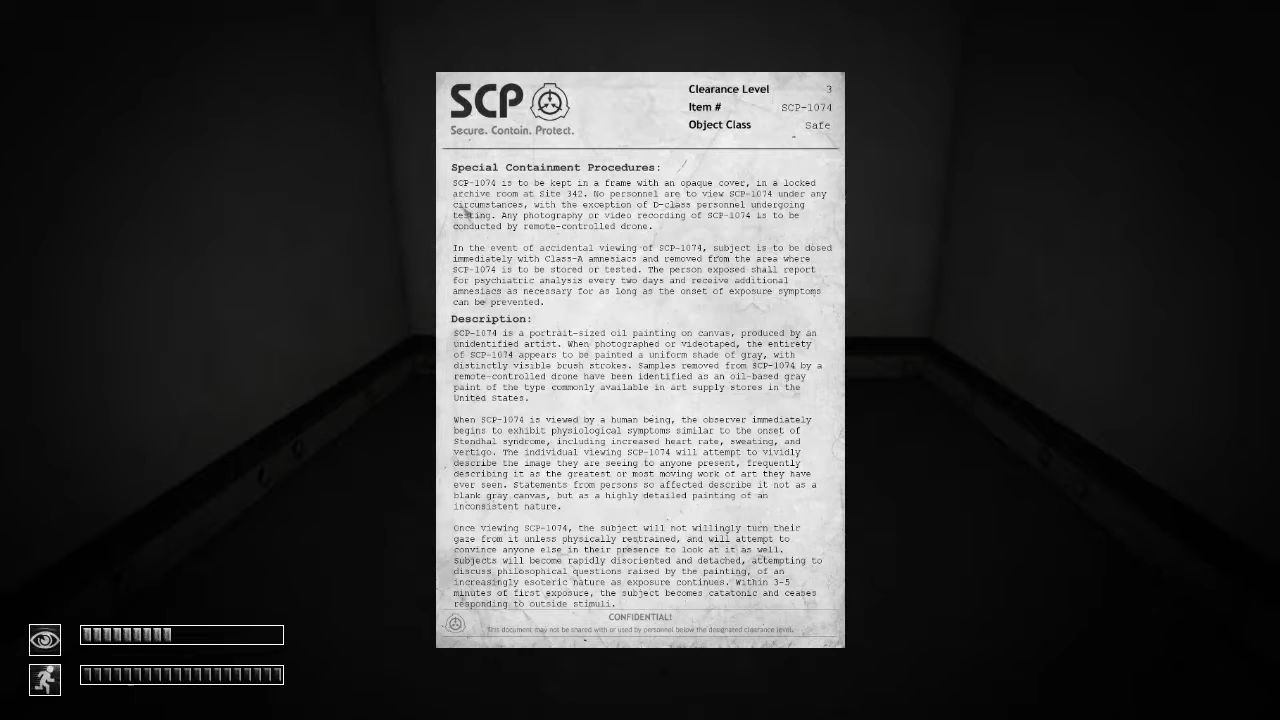 SCP
Secure. Contain. Protect.
Clearance Level 3
Item # SCP-1074
Object Class Safe
Special Containment Procedures:
SCP-1074 is to be kept in a frame with an opaque cover, in a locked
archive room at Site 342. No personnel are to view SCP-1074 under any
circumstances, with the exception of D-class personnel undergoing
testing. Any photography or video recording of SCP-1074 is to be
conducted by remote-controlled drone.
In the event of accidental viewing of SCP-1074, subject is to be dosed
immediately with Class-A amnesiacs and removed from the area where
SCP-1074 is to be stored or tested. The person exposed shall report
for psychiatric analysis every two days and receive additional
amnesiacs as necessary for as long as the onset of exposure symptoms
can be prevented.
Description:
SCP-1074 is a portrait-sized oil painting on canvas, produced by an
unidentified artist. When photographed or videotaped, the entirety
of SCP-1074 appears to be painted a uniform shade of gray, with
distinctly visible brush strokes. Samples removed from SCP-1074 by a
remote-controlled drone have been identified as an oil-based gray
paint of the type commonly available in art supply stores in the
United States.
When SCP-1074 is viewed by a human being, the observer immediately
begins to exhibit physiological symptoms similar to the onset of
Stendhal syndrome, including increased heart rate, sweating, and
vertigo. The individual viewing SCP-1074 will attempt to vividly
describe the image they are seeing to anyone present, frequently
describing it as the greatest or most moving work of art they have
ever seen. Statements from persons so affected describe it not as a
blank gray canvas, but as a highly detailed painting of an
inconsistent nature.
Once viewing SCP-1074, the subject will not willingly turn their
gaze from it unless physically restrained, and will attempt to
convince anyone else in their presence to look at it as well.
Subjects will become rapidly disoriented and detached, attempting to
discuss philosophical questions raised by the painting, of an
increasingly esoteric nature as exposure continues. Within 3-5
minutes of first exposure, the subject becomes catatonic and ceases
responding to outside stimuli.
CONFIDENTIAL!
This document may not be shared with or used by personnel below the designated clearance level.